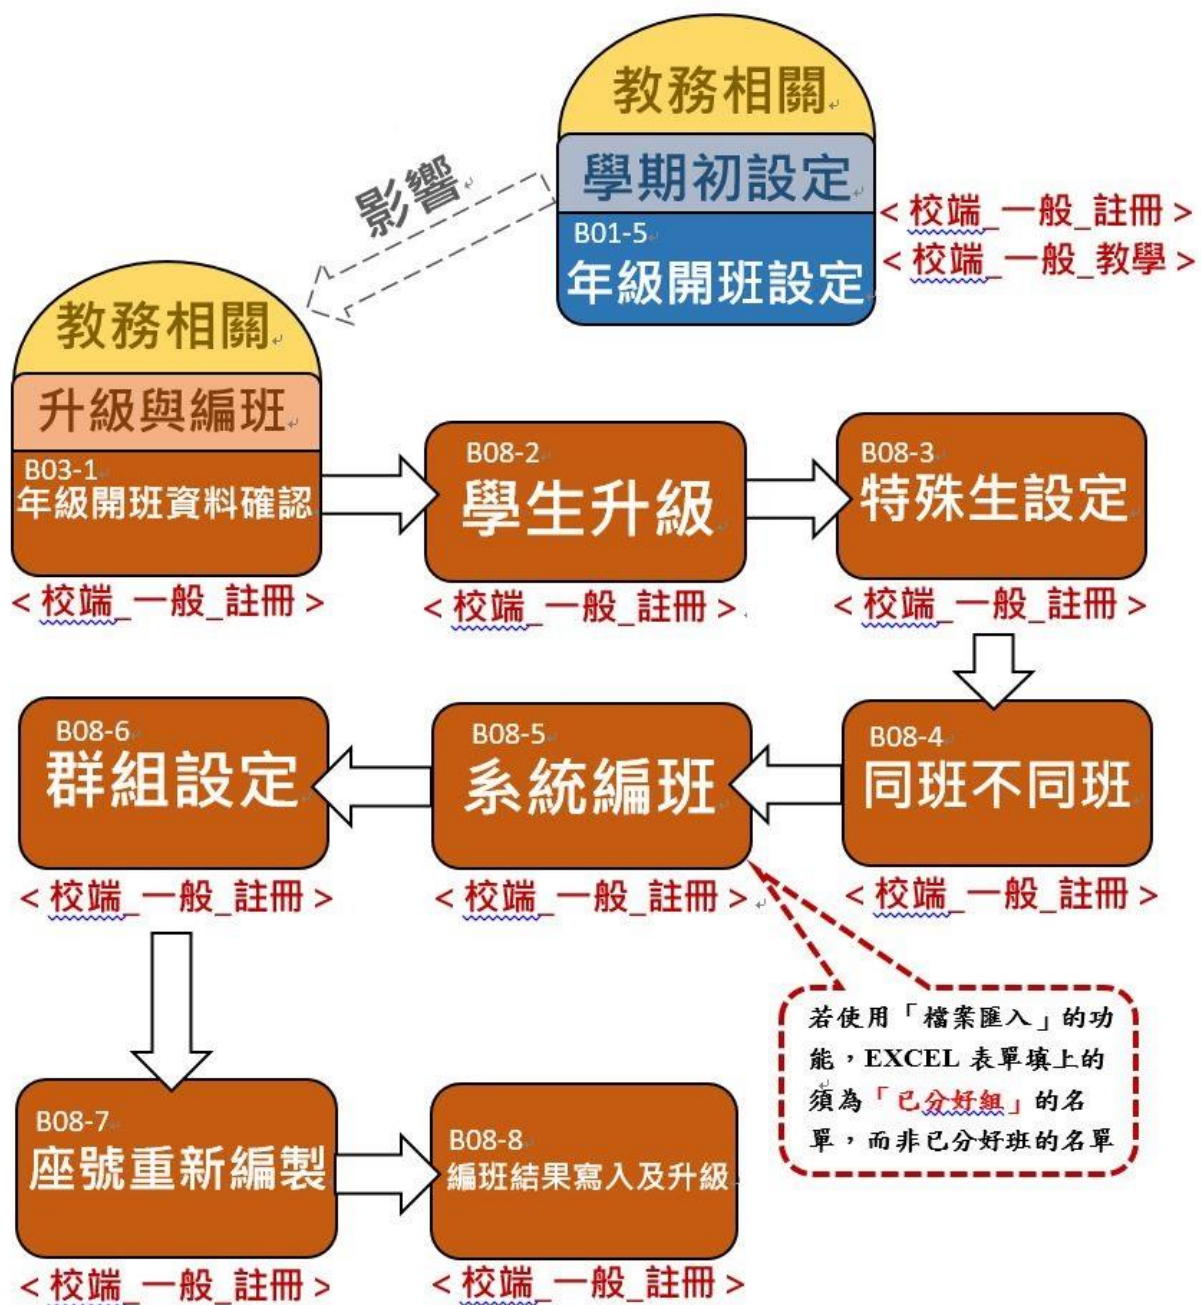 教務相關
學期初設定
B01-5
年級開班設定
<校端_一般_註冊>
<校端_一般_教學>
影響
教務相關
升級與編班
B03-1
年級開班資料確認
<校端_一般_註冊>
B08-2
學生升級
<校端_一般_註冊>
B08-3
特殊生設定
<校端_一般_註冊>
B08-4
同班不同班
<校端_一般_註冊>
B08-5
系統編班
<校端_一般_註冊>
若使用「檔案匯入」的功
能，EXCEL 表單填上的
須為「已分好組」的名
單，而非已分好班的名單
B08-6
群組設定
<校端_一般_註冊>
B08-7
座號重新編製
<校端_一般_註冊>
B08-8
編班結果寫入及升級
<校端_一般_註冊>